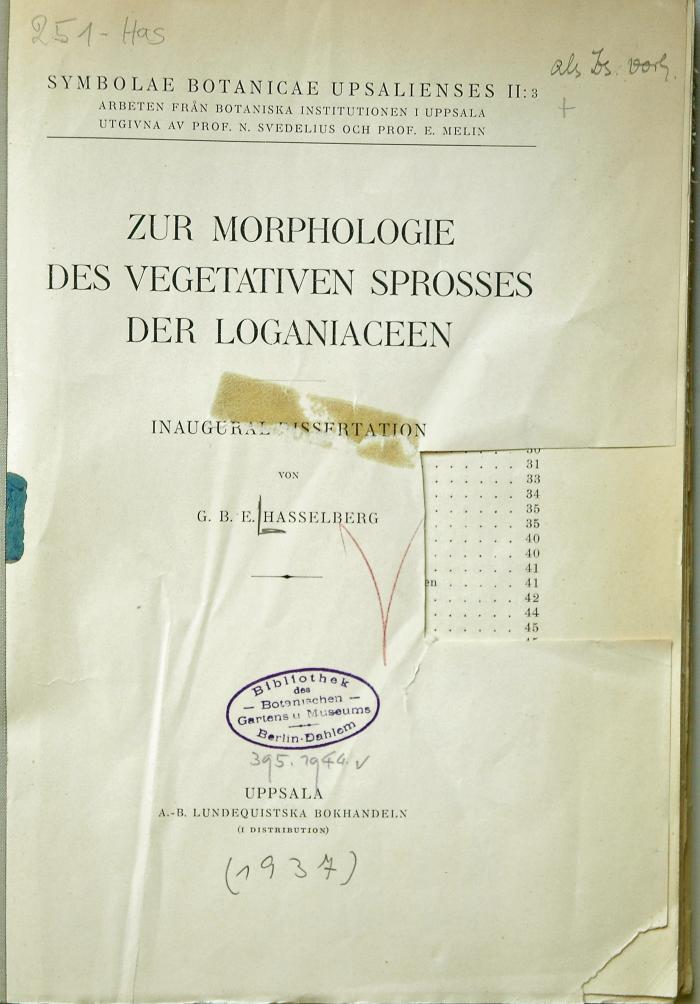 251-Has
als Zs. vorh.
+
SYMBOLAE BOTANICAE UPSALIENSES II:3
ARBETEN FRÅN BOTANISKA INSTITUTIONEN I UPPSALA
UTGIVNA AV PROF. N. SVEDELIUS OCH PROF. E. MELIN
ZUR MORPHOLOGIE
DES VEGETATIVEN SPROSSES
DER LOGANIACEEN
INAUGURAL-DISSERTATION
VON
G. B. E. HASSELBERG
. . . . . . 31
. . . . . . 33
. . . . . . 34
. . . . . . 35
. . . . . . 35
. . . . . . 40
. . . . . . 40
. . . . . . 41
en . . . . . 41
. . . . . . 42
. . . . . . 44
. . . . . . 45
Bibliothek
des
— Botanischen —
Gartens u Museums
Berlin-Dahlem
395.1944.
UPPSALA
A.-B. LUNDEQUISTSKA BOKHANDELN
(I DISTRIBUTION)
(1937)